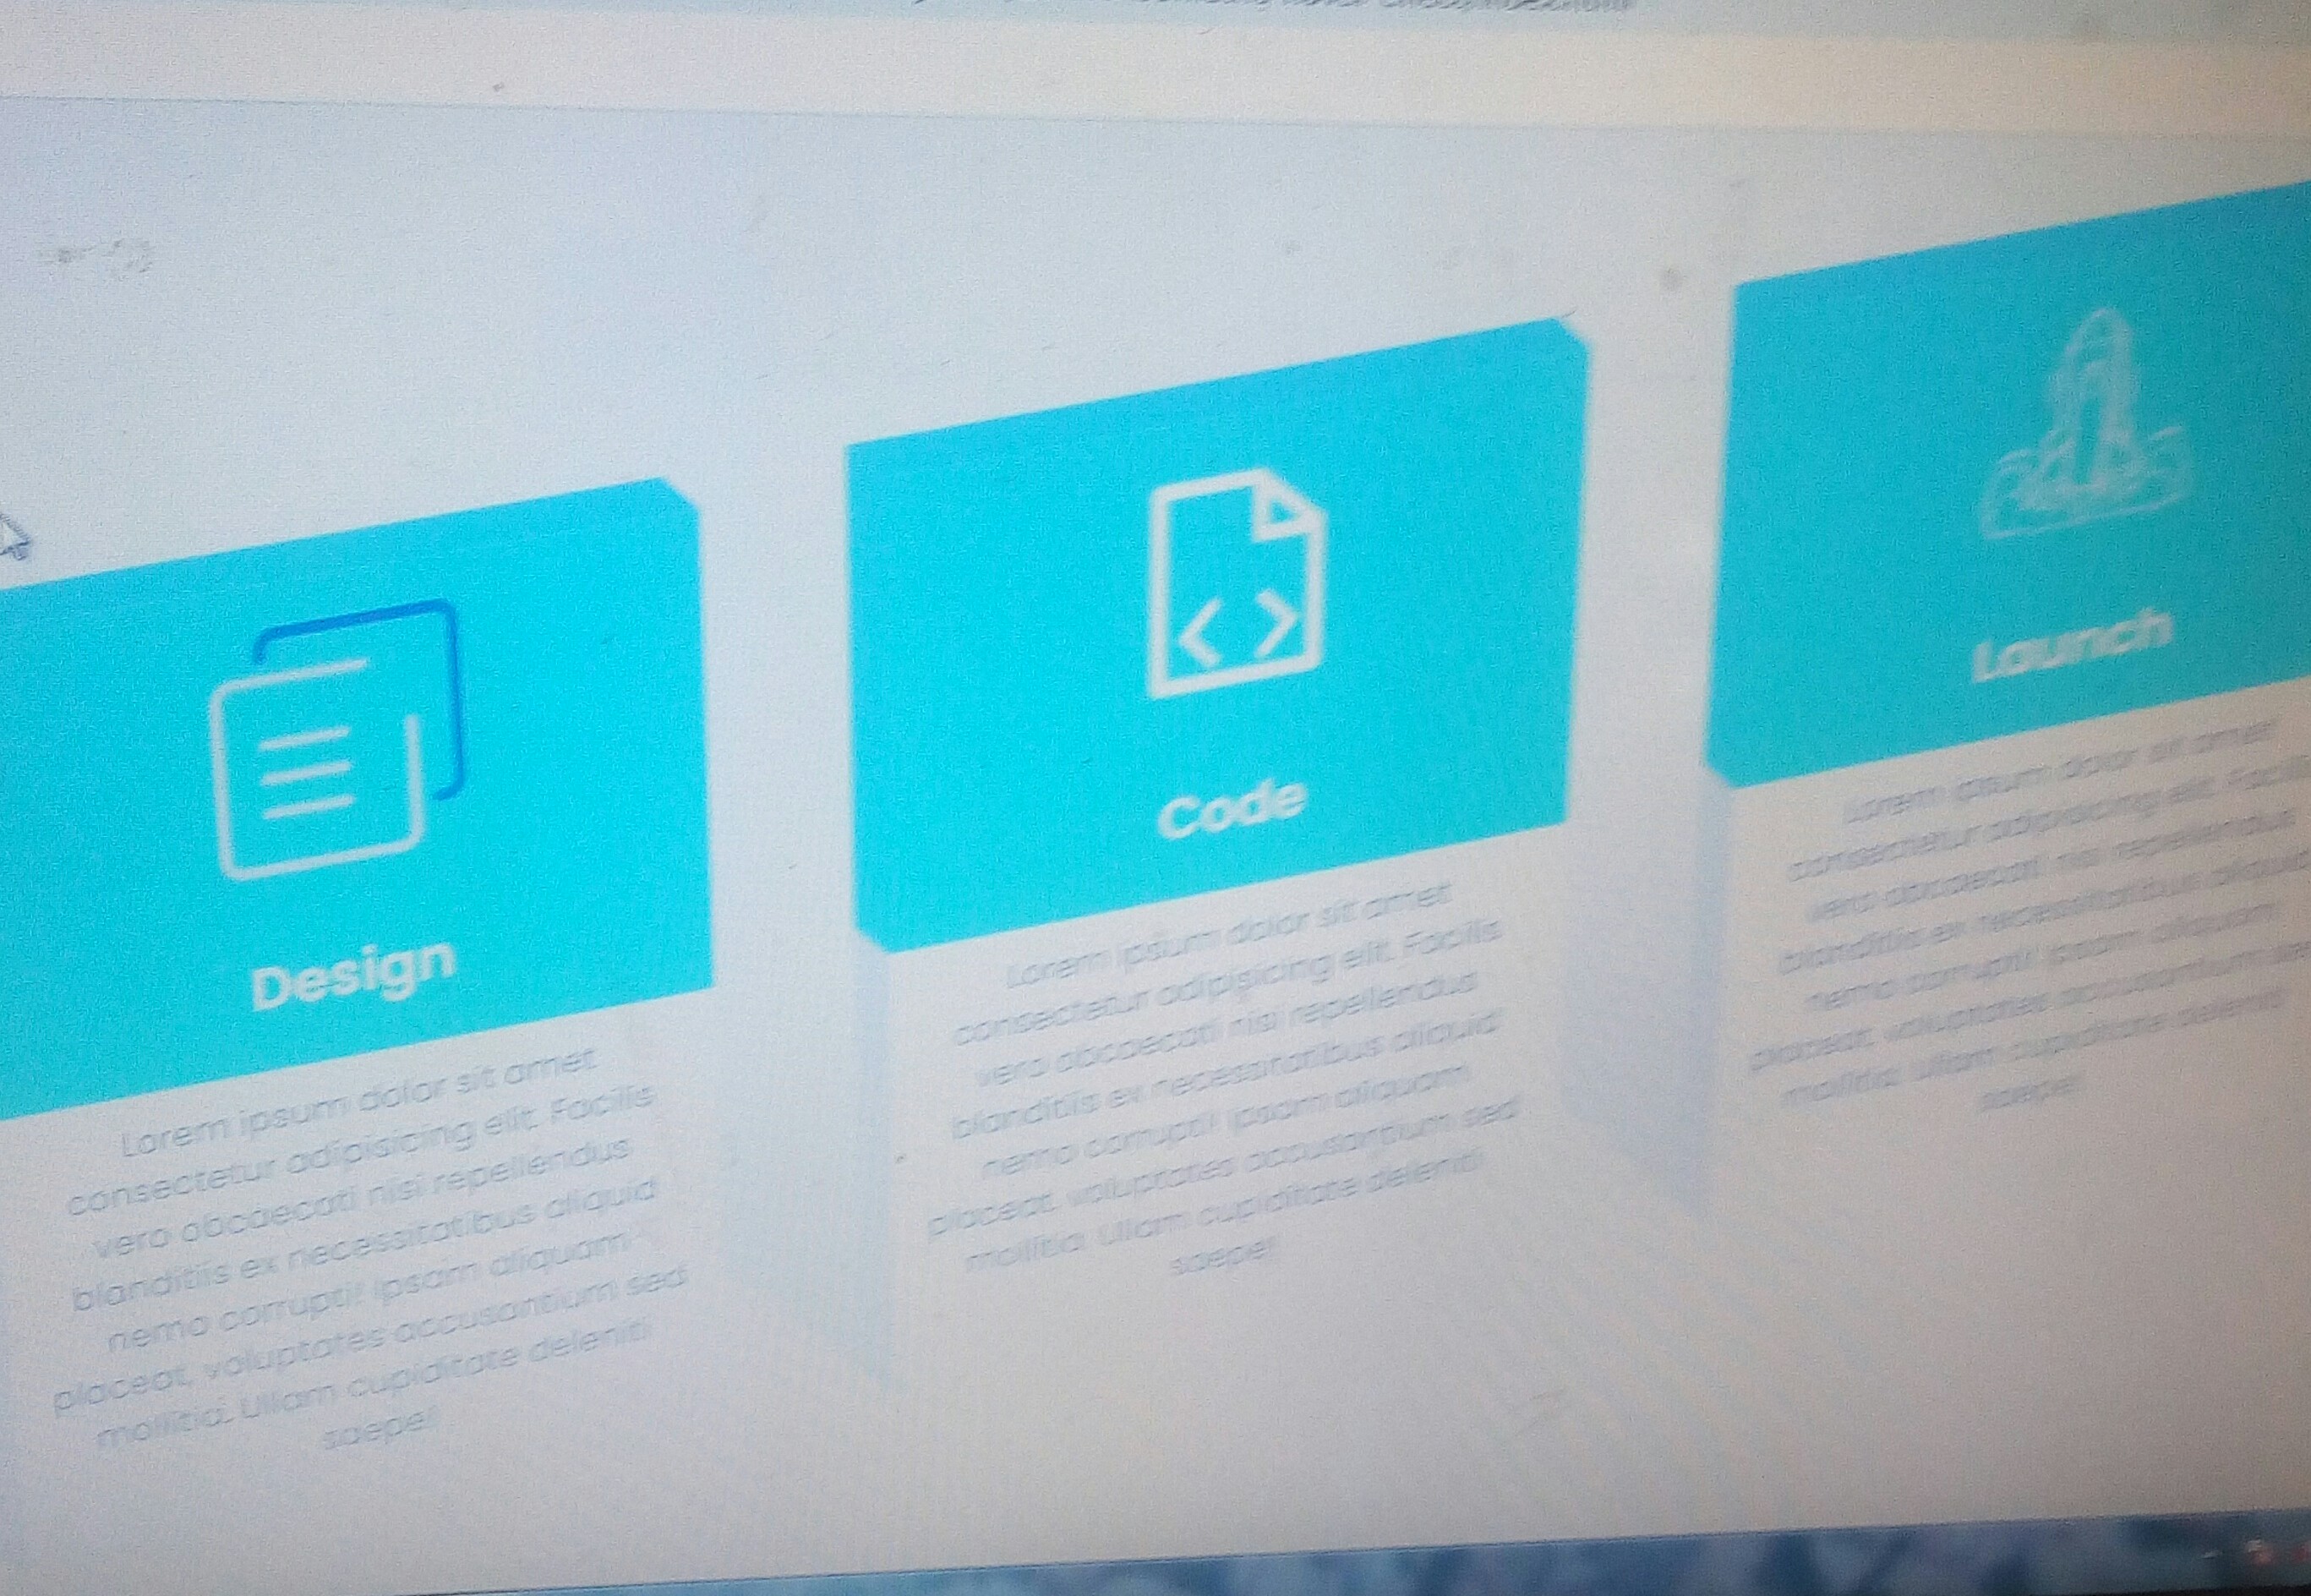 Design
Lorem ipsum dolor sit amet
consectetur adipisicing elit. Facilis
vero obcaecati nisi repellendus
blanditiis ex necessitatibus aliquid
nemo corrupti! Ipsam aliquam
placeat, voluptates accusantium sed
mollitia. Ullam cupiditate deleniti
saepe!
Code
Lorem ipsum dolor sit amet
consectetur adipisicing elit. Facilis
vero obcaecati nisi repellendus
blanditiis ex necessitatibus aliquid
nemo corrupti! Ipsam aliquam
placeat, voluptates accusantium sed
mollitia. Ullam cupiditate deleniti
saepe!
Launch
Lorem ipsum dolor sit amet
consectetur adipisicing elit.
vero obcaecati nisi repellendus
blanditiis ex necessitatibus
nemo corrupti! Ipsam aliquam
placeat, voluptates accusantium
mollitia. Ullam cupiditate deleniti
saepe!